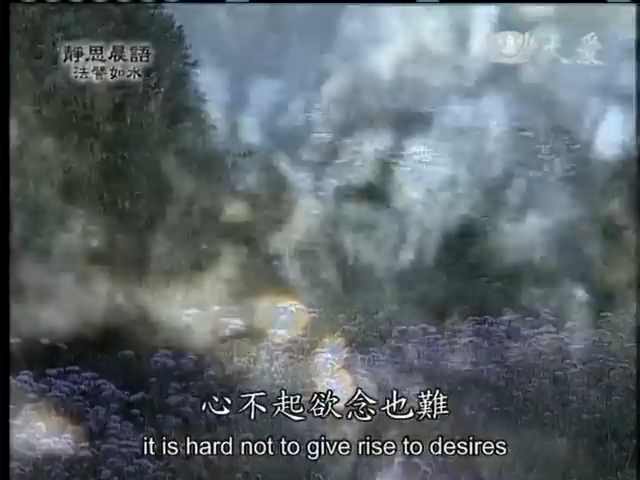 靜思晨語
法譬如水
大愛
心不起欲念也難
it is hard not to give rise to desires